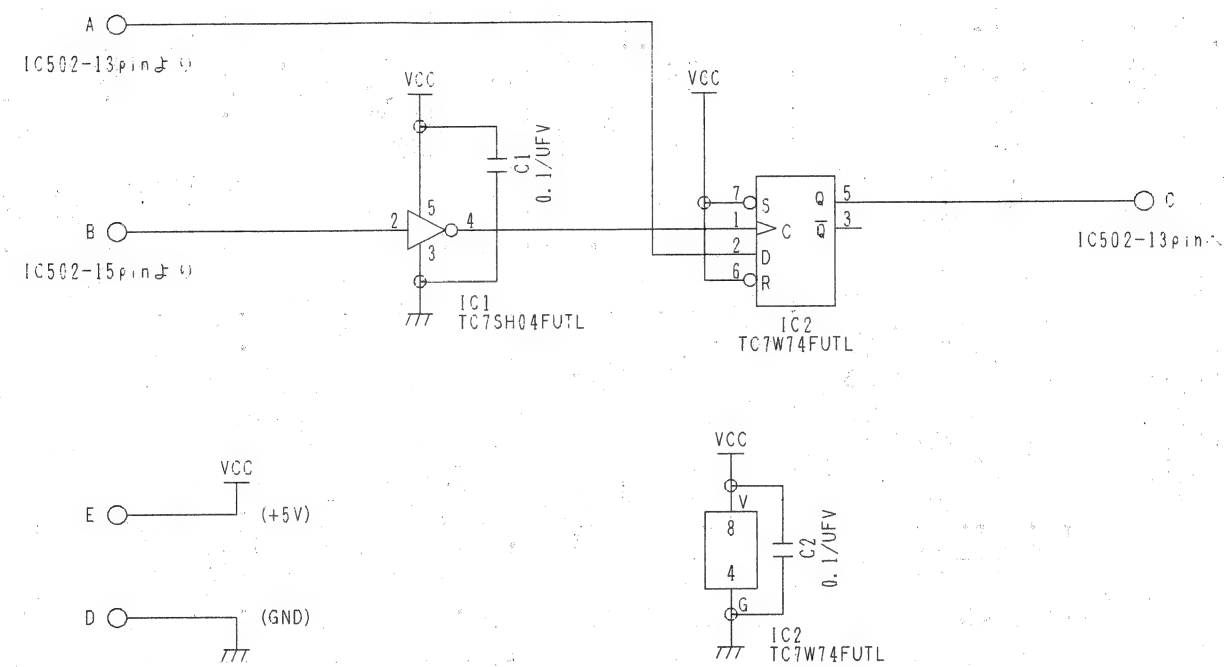 A
IC502-13pinより
VCC
VCC
C1
0.1/UFV
B
IC502-15pinより
2
5
4
3
IC1
TC7SH04FUTL
7
S
1
C
2
D
6
R
Q
5
Q̅
3
IC2
TC7W74FUTL
C
IC502-13pinへ
VCC
E
(+5V)
D
(GND)
VCC
V
8
4
G
C2
0.1/UFV
IC2
TC7W74FUTL